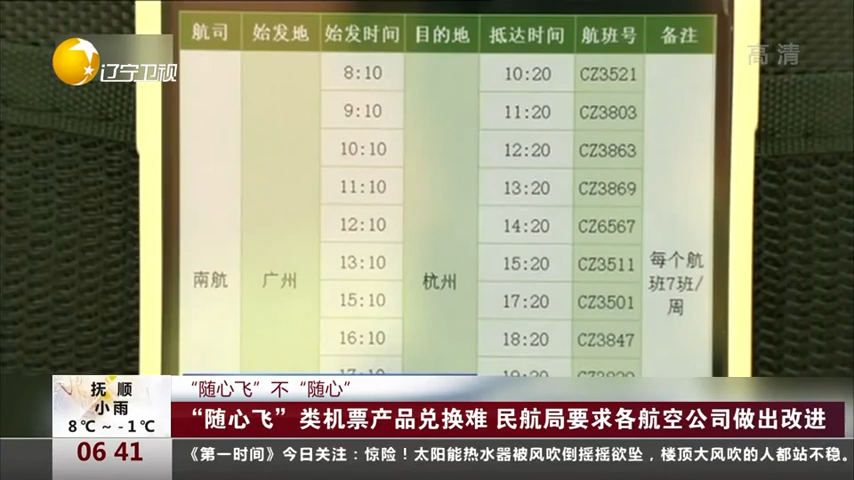 航司 始发地 始发时间 目的地 抵达时间 航班号 备注
辽宁卫视
高清
8:10 10:20 CZ3521
9:10 11:20 CZ3803
10:10 12:20 CZ3863
11:10 13:20 CZ3869
12:10 14:20 CZ6567
13:10 15:20 CZ3511
南航 广州 杭州 每个航班7班/周
15:10 17:20 CZ3501
16:10 18:20 CZ3847
“随心飞”不“随心”
抚顺
小雨
8℃~-1℃
“随心飞”类机票产品兑换难 民航局要求各航空公司做出改进
06 41
《第一时间》今日关注：惊险！太阳能热水器被风吹倒摇摇欲坠，楼顶大风吹的人都站不稳。